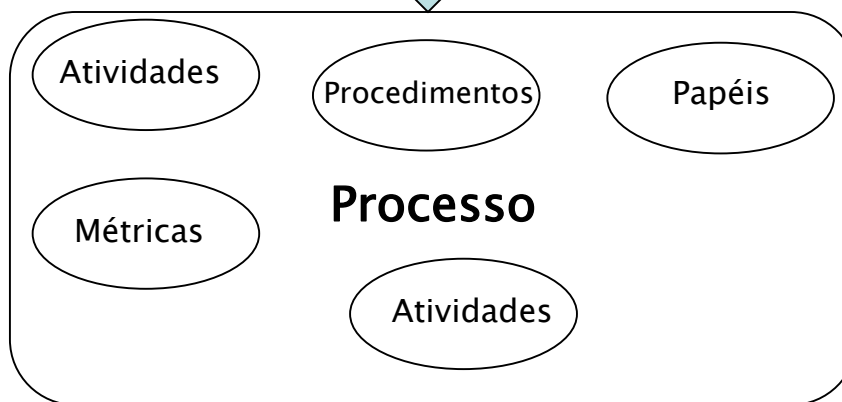 Atividades
Procedimentos
Papéis
Métricas
Processo
Atividades